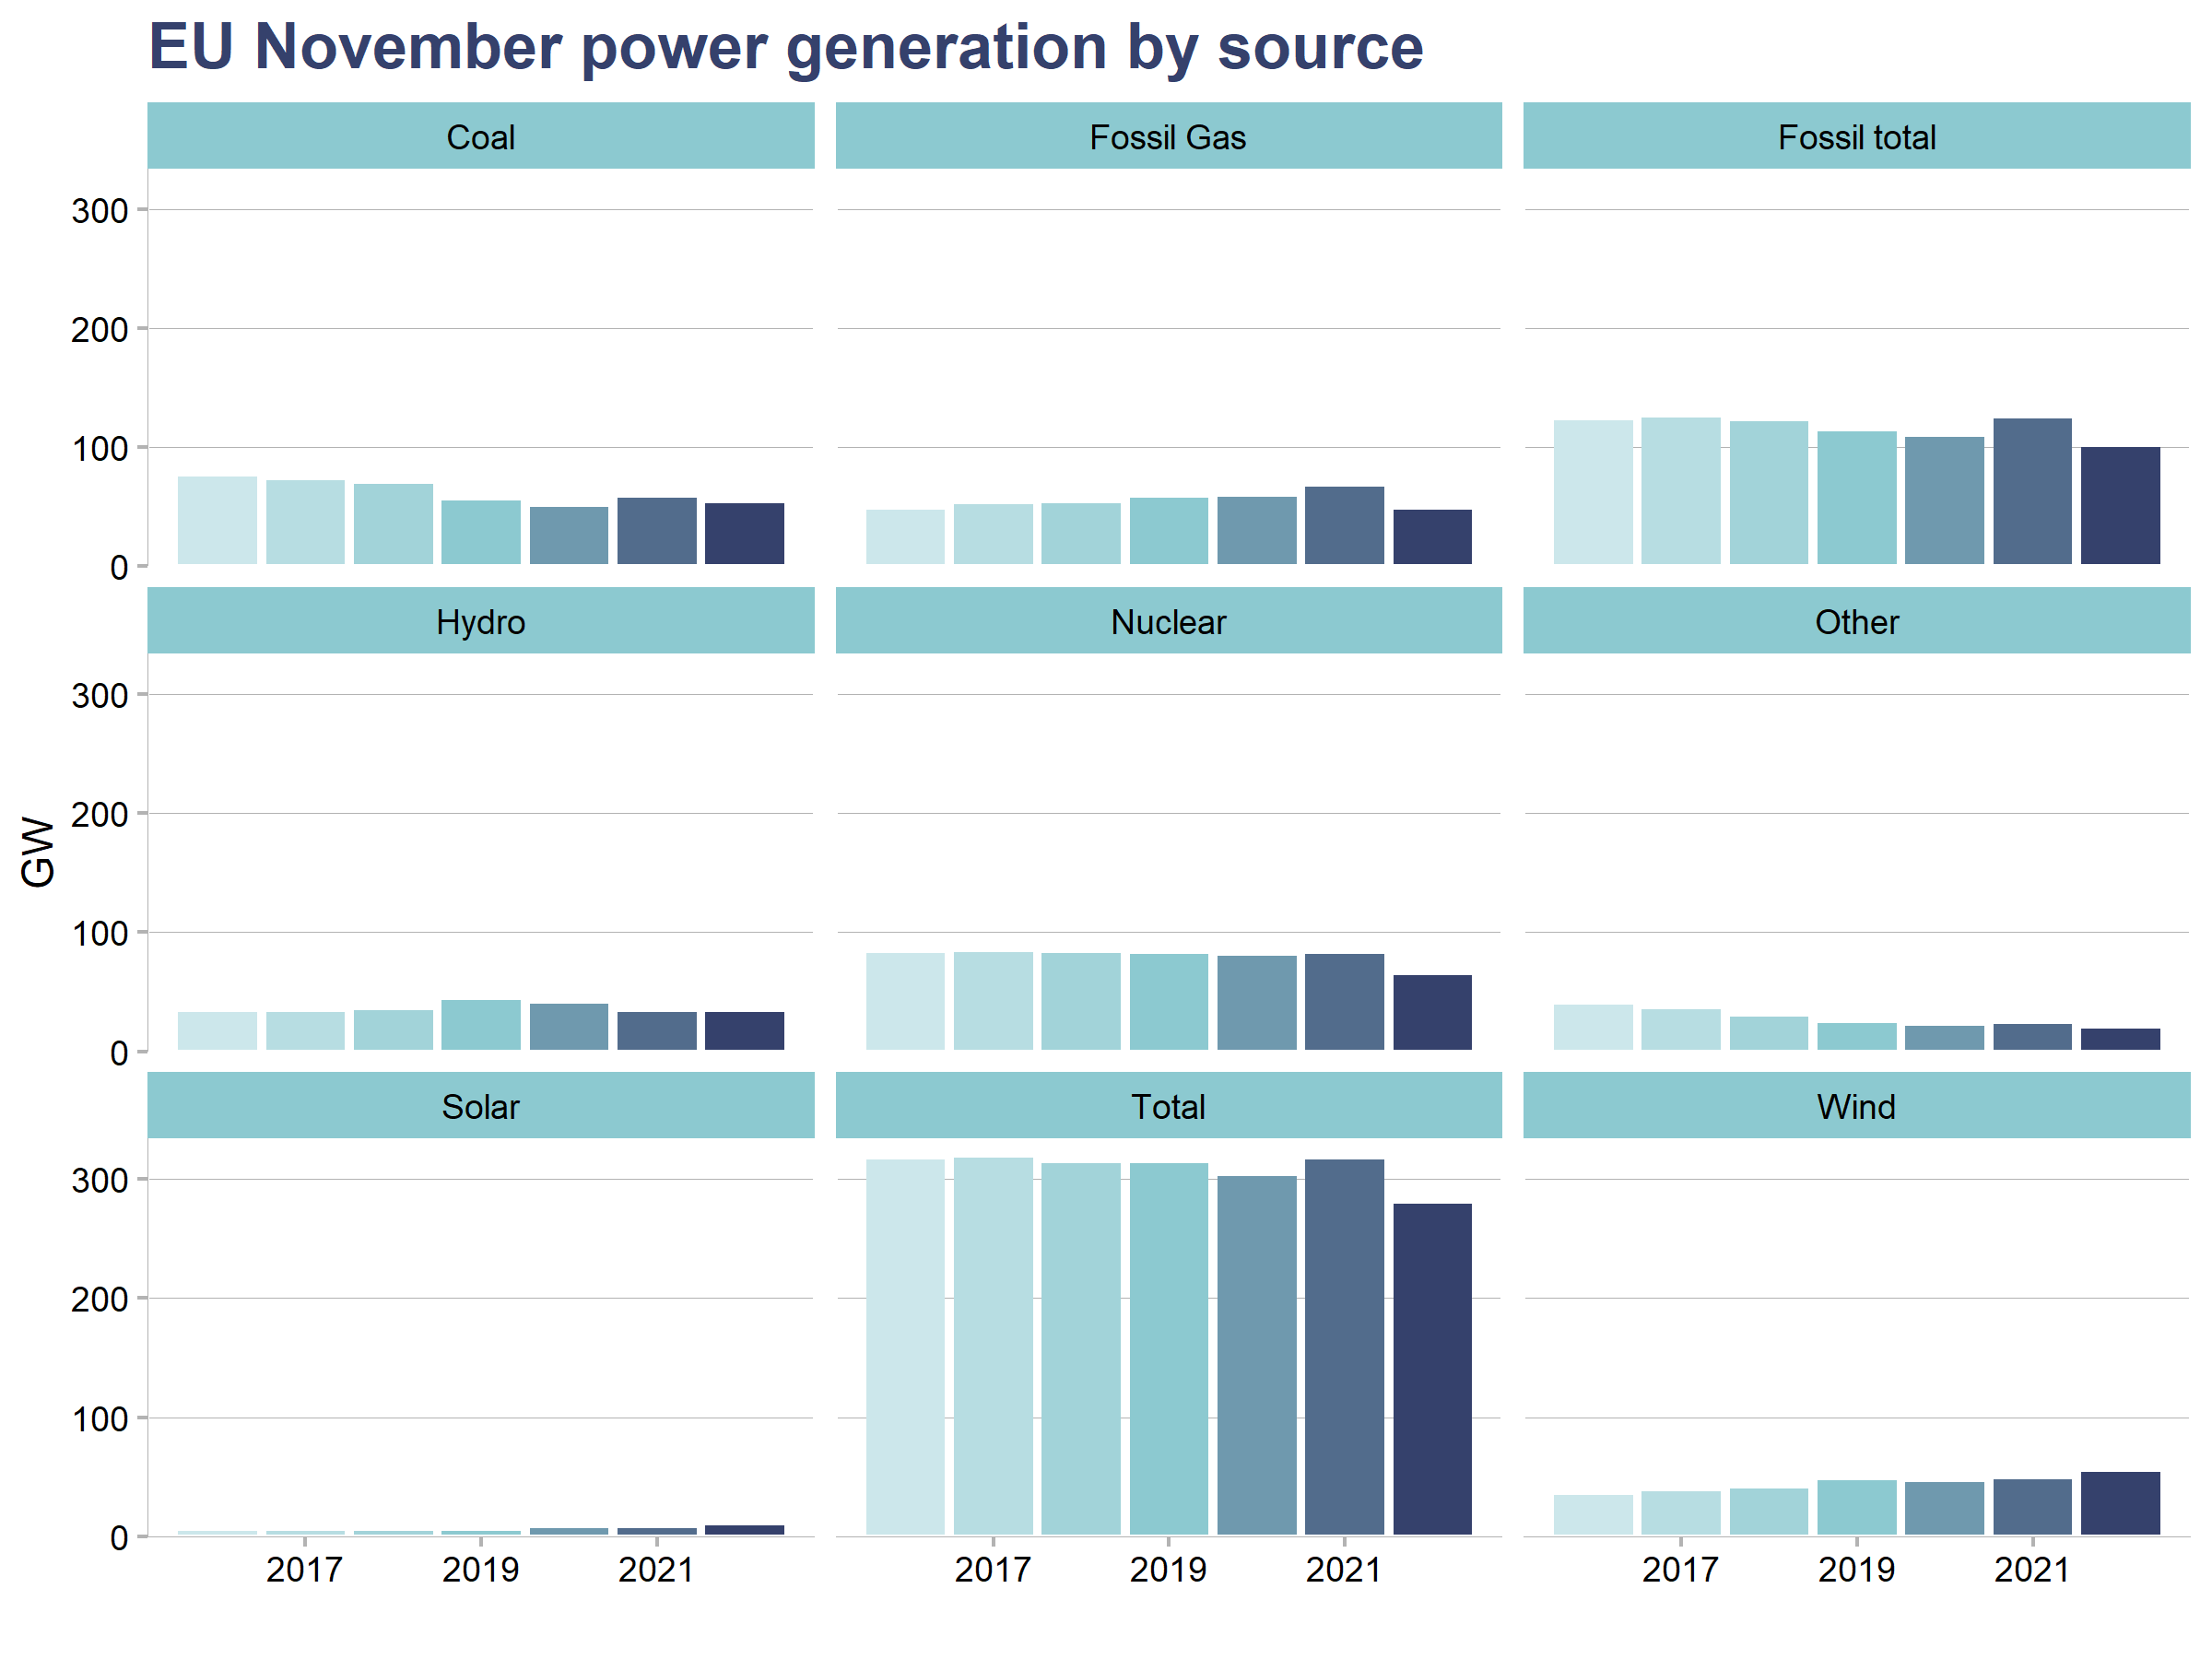 EU November power generation by source
Coal
Fossil Gas
Fossil total
300
200
100
0
Hydro
Nuclear
Other
300
200
100
0
GW
Solar
Total
Wind
300
200
100
0
2017
2019
2021
2017
2019
2021
2017
2019
2021